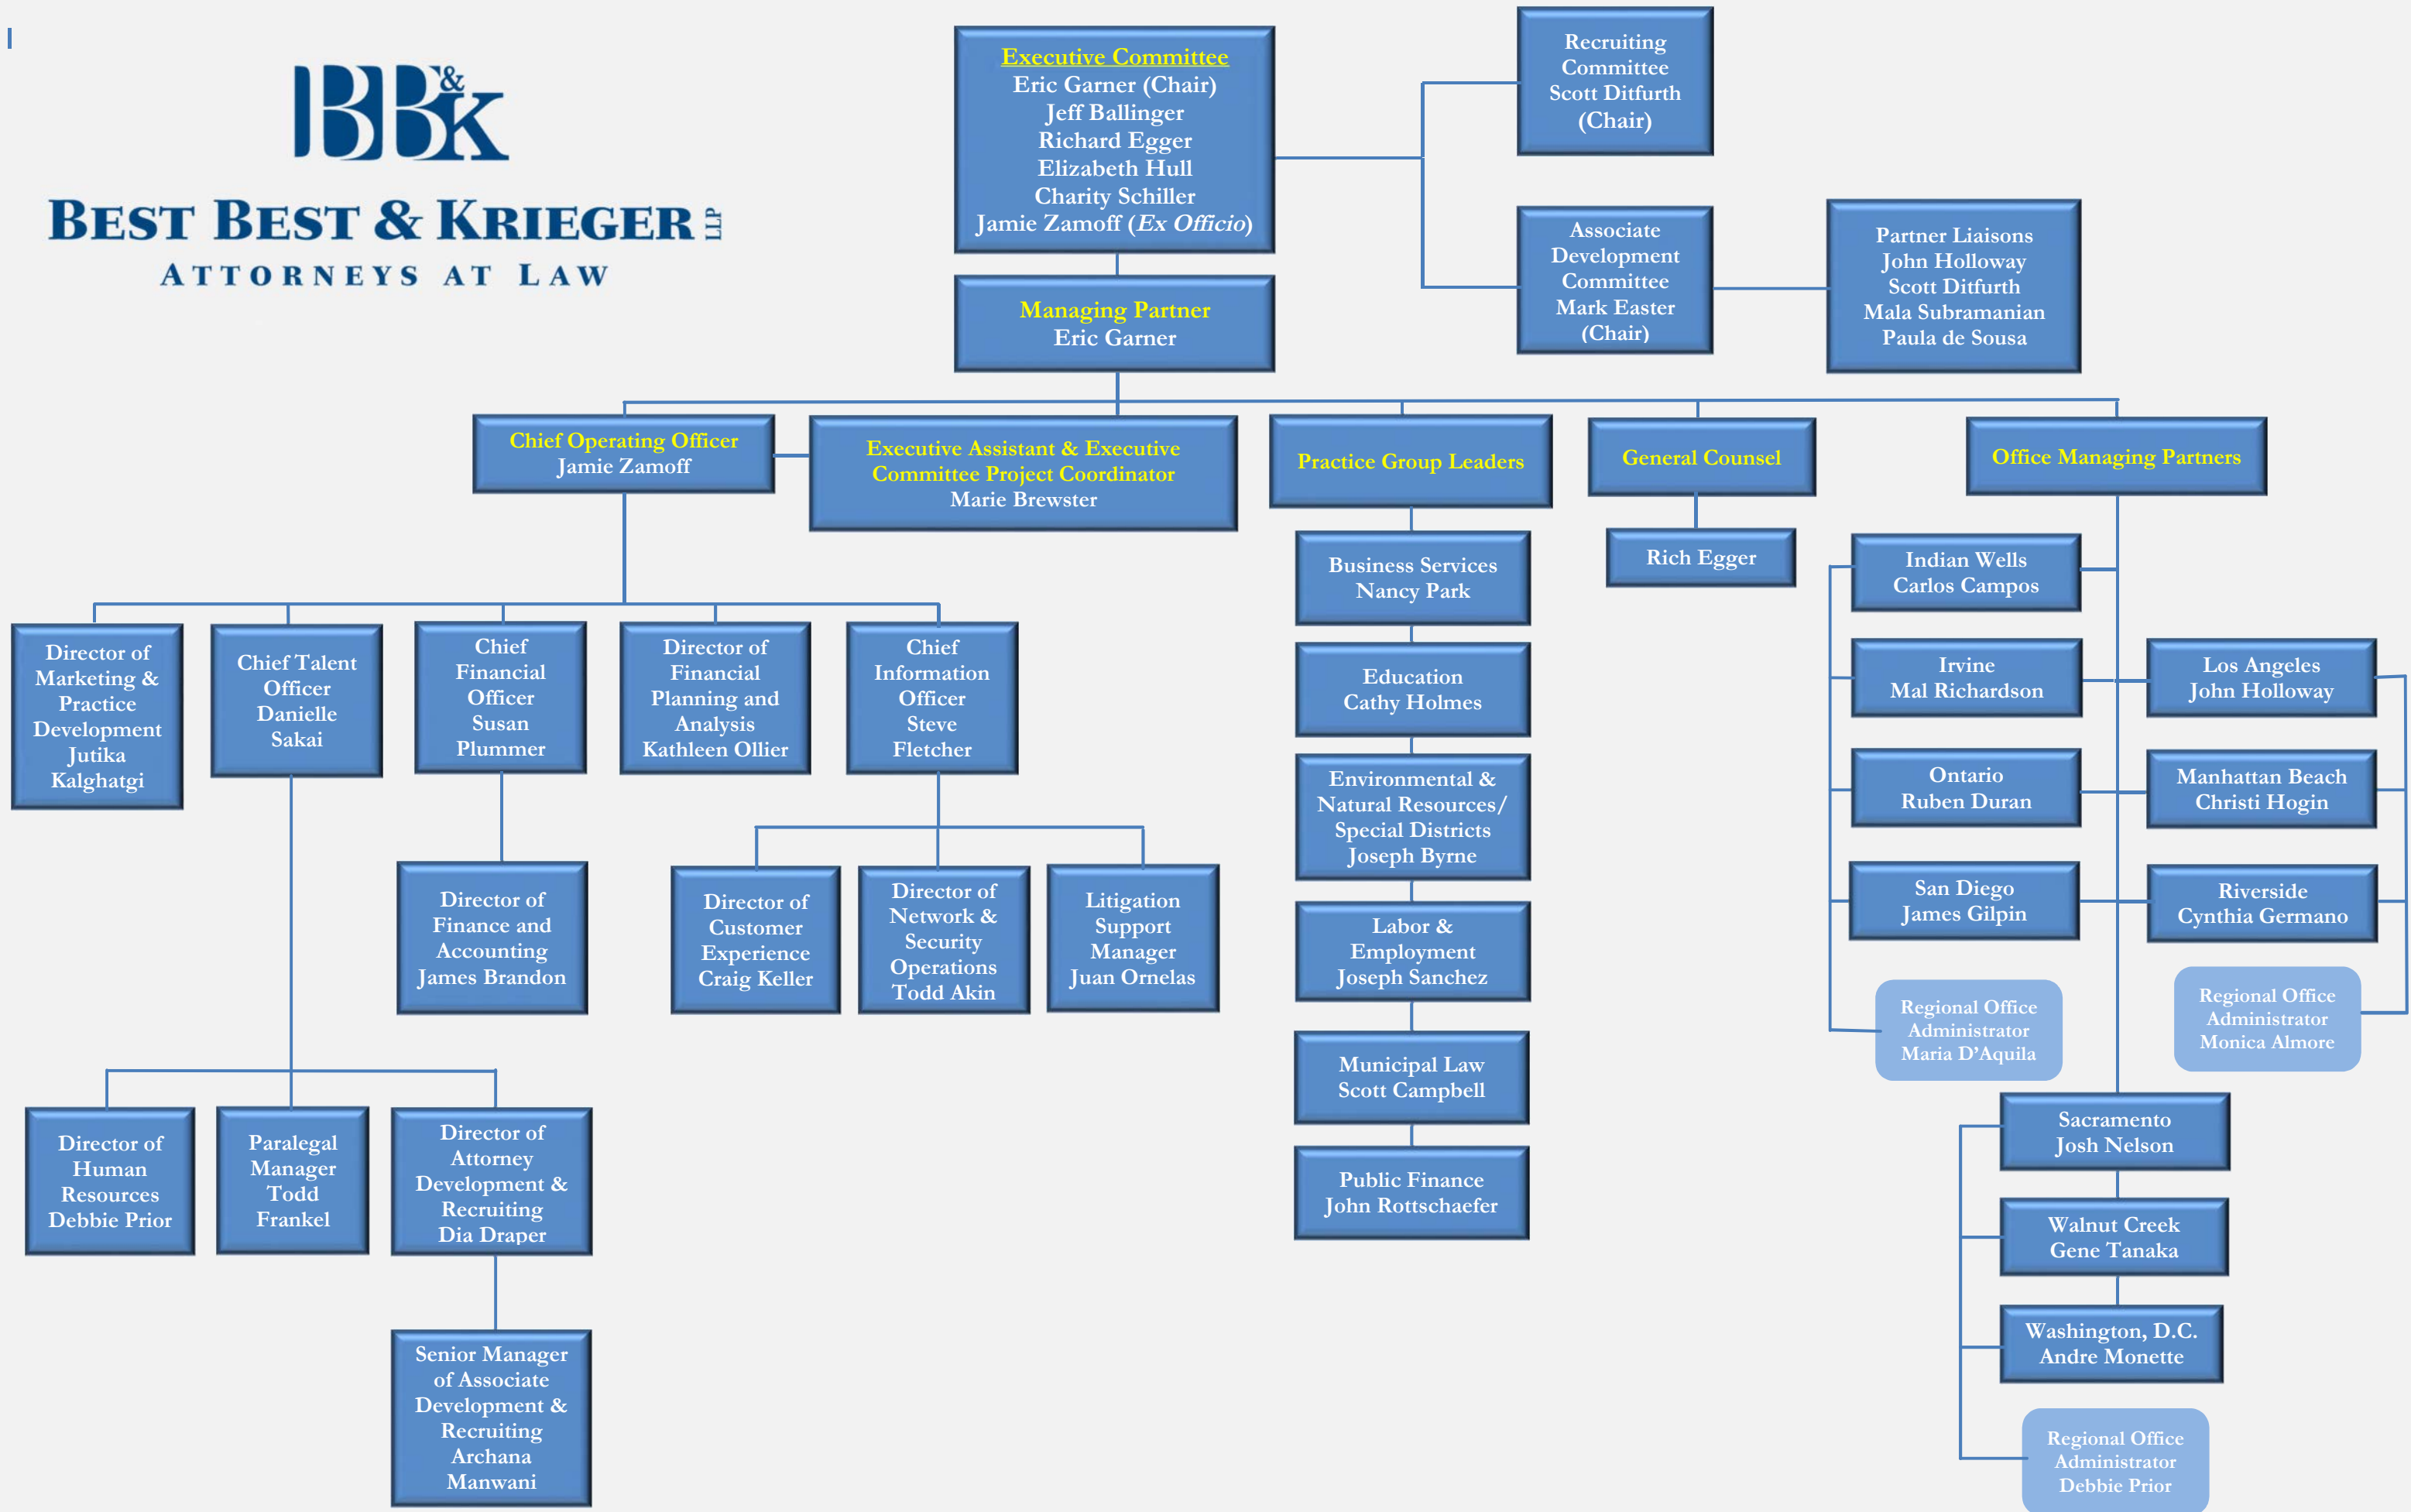 BB&K
BEST BEST & KRIEGER LLP
ATTORNEYS AT LAW
Executive Committee
Eric Garner (Chair)
Jeff Ballinger
Richard Egger
Elizabeth Hull
Charity Schiller
Jamie Zamoff (Ex Officio)
Recruiting
Committee
Scott Ditfurth
(Chair)
Associate
Development
Committee
Mark Easter
(Chair)
Partner Liaisons
John Holloway
Scott Ditfurth
Mala Subramanian
Paula de Sousa
Managing Partner
Eric Garner
Chief Operating Officer
Jamie Zamoff
Executive Assistant & Executive
Committee Project Coordinator
Marie Brewster
Practice Group Leaders
General Counsel
Office Managing Partners
Director of
Marketing &
Practice
Development
Jutika
Kalghatgi
Chief Talent
Officer
Danielle
Sakai
Chief
Financial
Officer
Susan
Plummer
Director of
Financial
Planning and
Analysis
Kathleen Ollier
Chief
Information
Officer
Steve
Fletcher
Director of
Finance and
Accounting
James Brandon
Director of
Customer
Experience
Craig Keller
Director of
Network &
Security
Operations
Todd Akin
Litigation
Support
Manager
Juan Ornelas
Director of
Human
Resources
Debbie Prior
Paralegal
Manager
Todd
Frankel
Director of
Attorney
Development &
Recruiting
Dia Draper
Senior Manager
of Associate
Development &
Recruiting
Archana
Manwani
Business Services
Nancy Park
Education
Cathy Holmes
Environmental &
Natural Resources/
Special Districts
Joseph Byrne
Labor &
Employment
Joseph Sanchez
Municipal Law
Scott Campbell
Public Finance
John Rottschaefer
Rich Egger
Indian Wells
Carlos Campos
Irvine
Mal Richardson
Los Angeles
John Holloway
Ontario
Ruben Duran
Manhattan Beach
Christi Hogin
San Diego
James Gilpin
Riverside
Cynthia Germano
Regional Office
Administrator
Maria D'Aquila
Regional Office
Administrator
Monica Almore
Sacramento
Josh Nelson
Walnut Creek
Gene Tanaka
Washington, D.C.
Andre Monette
Regional Office
Administrator
Debbie Prior